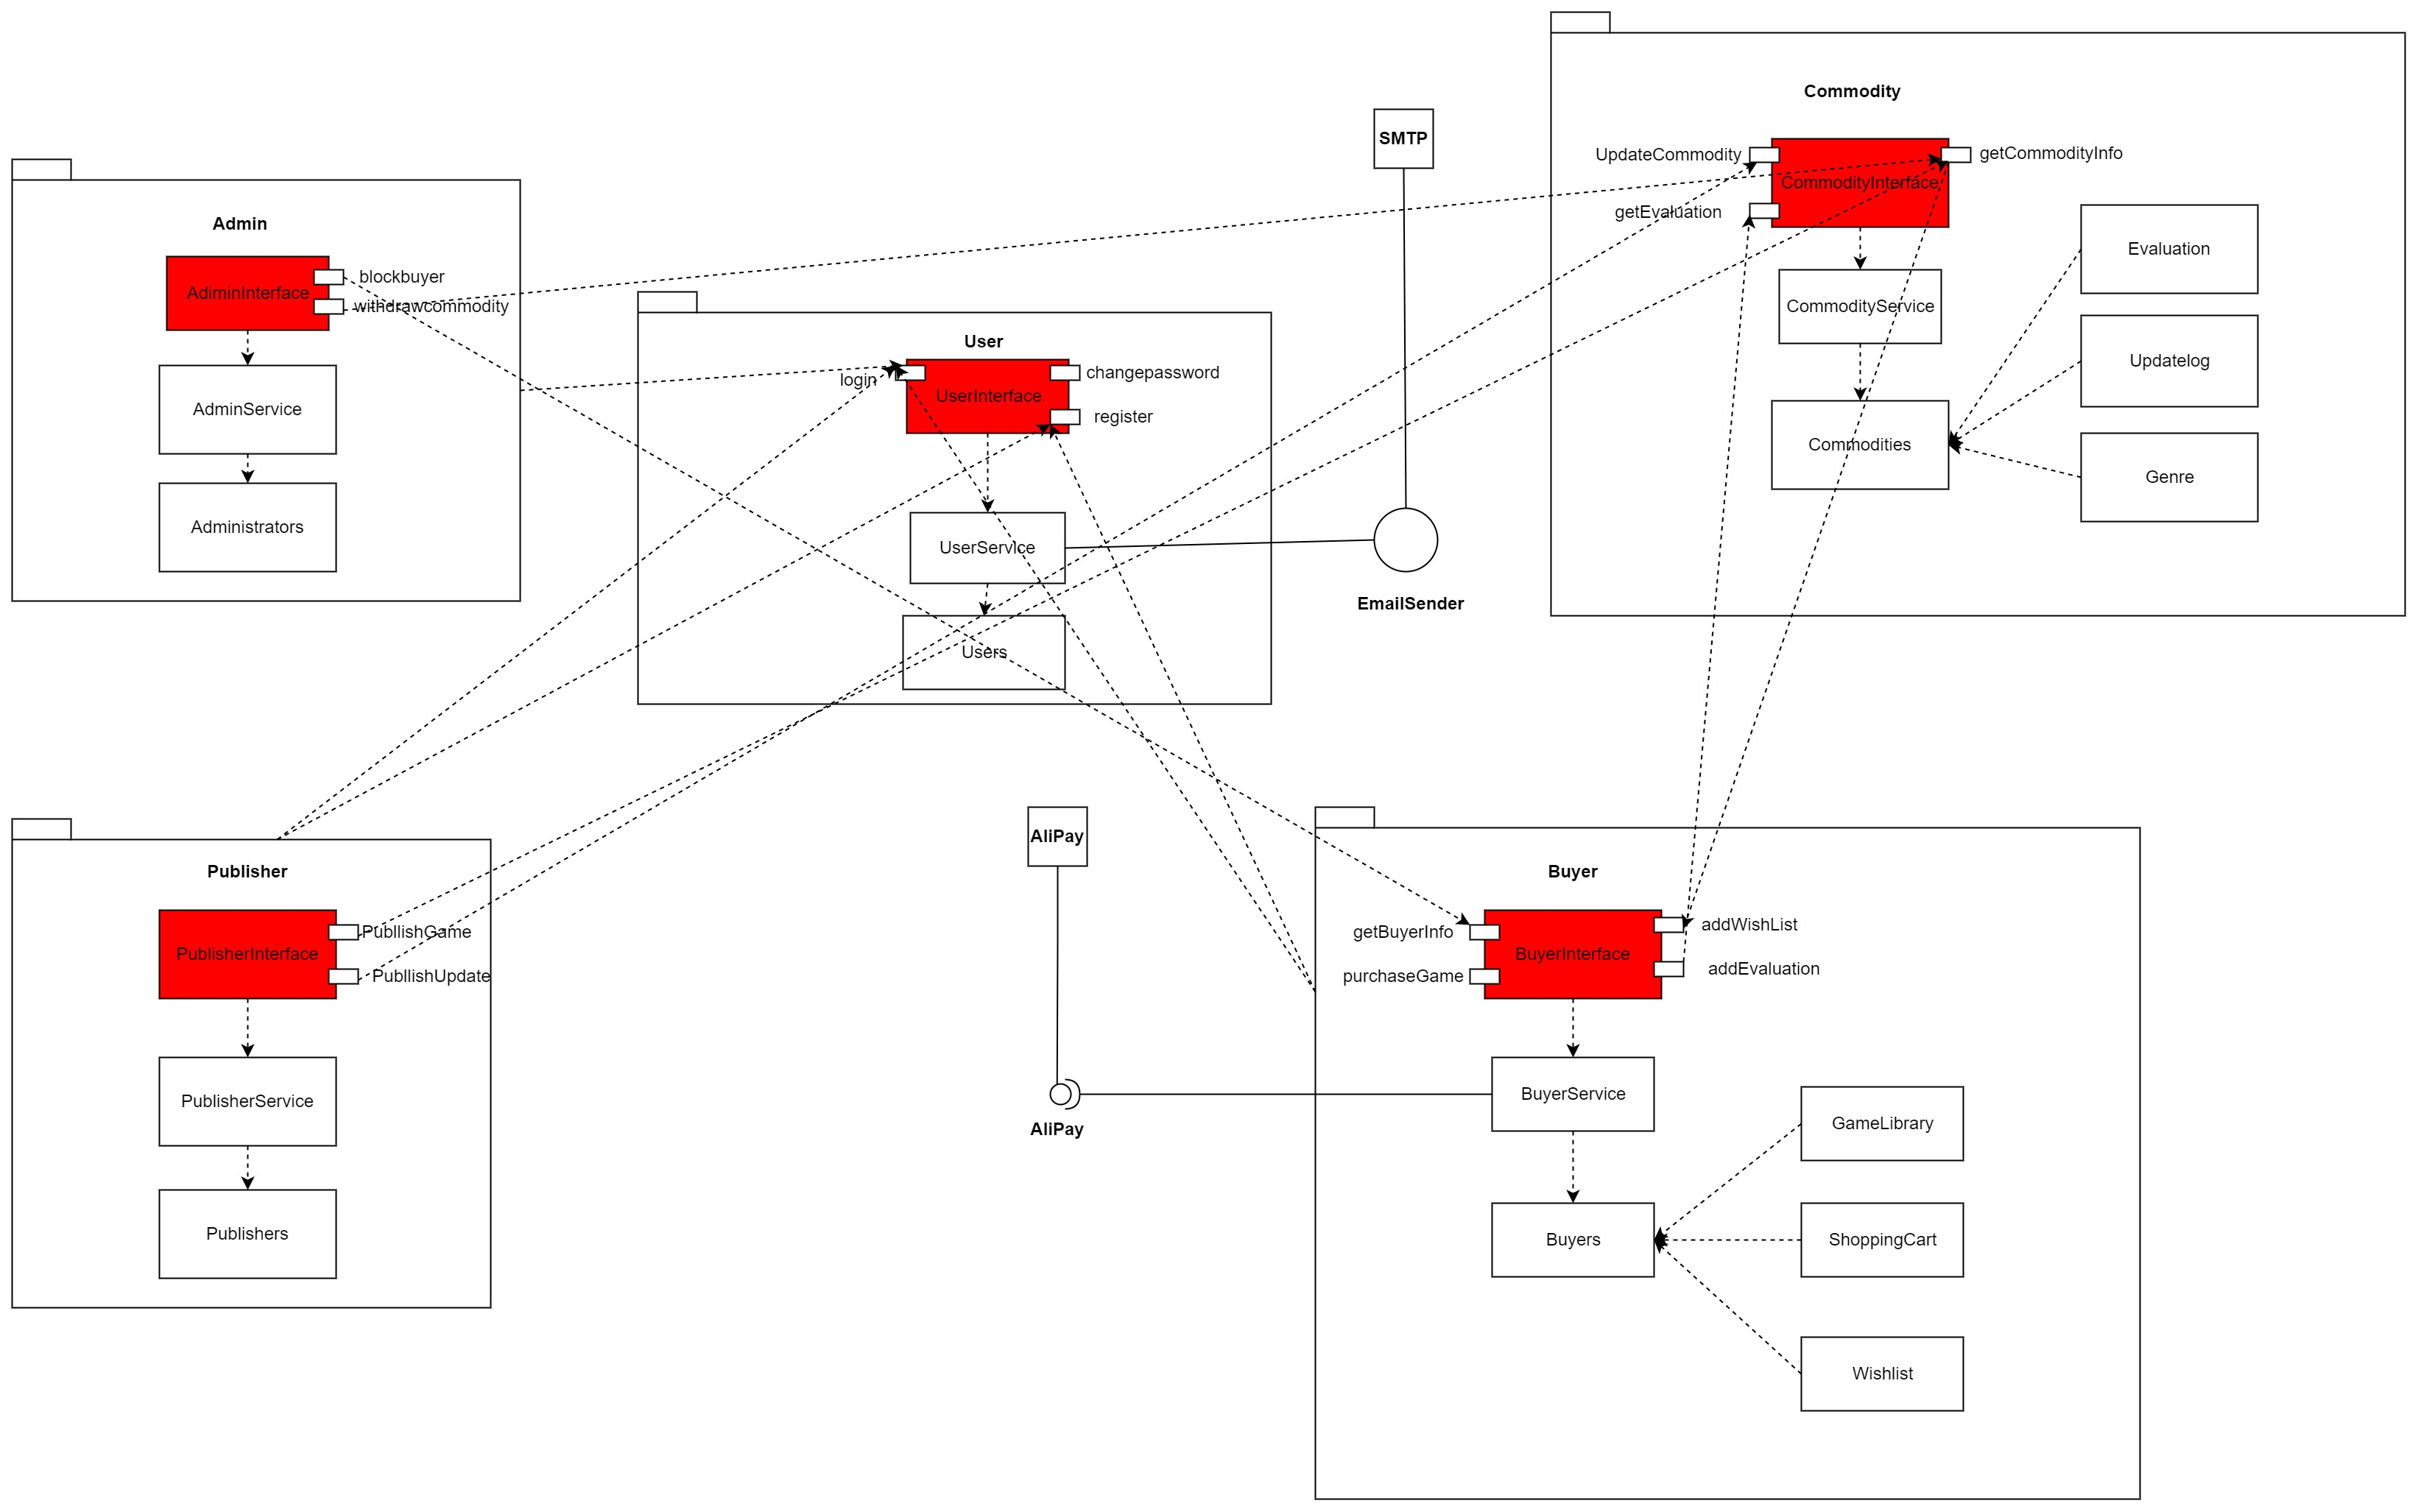 Commodity
SMTP
UpdateCommodity
getCommodityInfo
CommodityInterface
getEvaluation
Evaluation
CommodityService
Updatelog
Commodities
Genre
Admin
blockbuyer
AdiminInterface
withdrawcommodity
AdminService
Administrators
User
login
changepassword
UserInterface
register
UserService
Users
EmailSender
Publisher
PubllishGame
PublisherInterface
PubllishUpdate
PublisherService
Publishers
AliPay
AliPay
Buyer
getBuyerInfo
addWishList
BuyerInterface
purchaseGame
addEvaluation
BuyerService
GameLibrary
Buyers
ShoppingCart
Wishlist